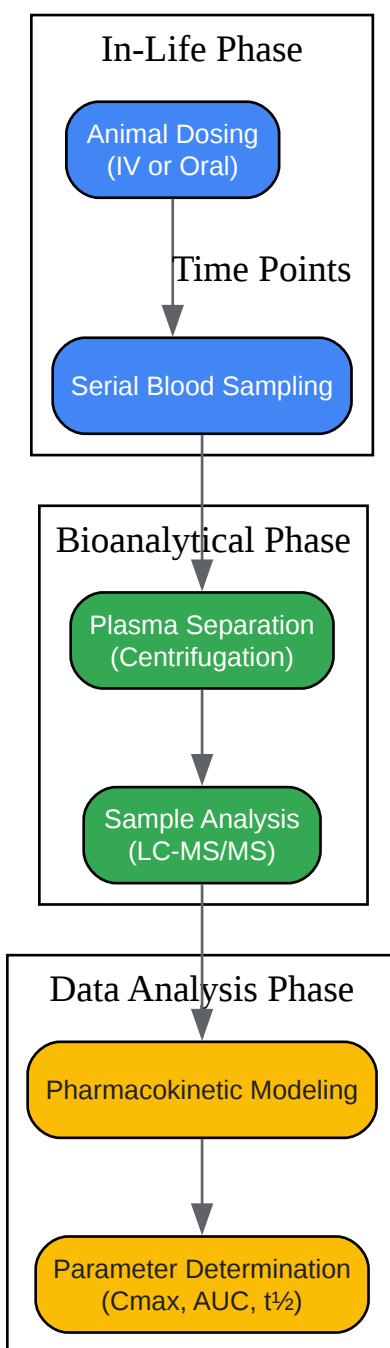 In-Life Phase
Animal Dosing
(IV or Oral)
Time Points
Serial Blood Sampling
Bioanalytical Phase
Plasma Separation
(Centrifugation)
Sample Analysis
(LC-MS/MS)
Data Analysis Phase
Pharmacokinetic Modeling
Parameter Determination
(Cmax, AUC, t½)